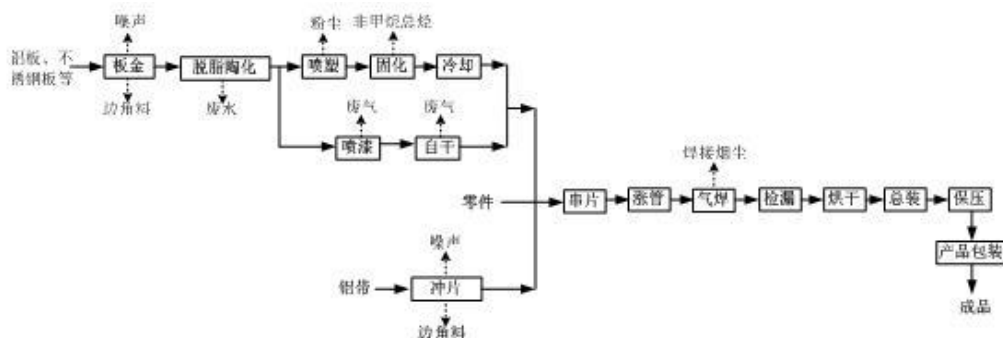 噪声
粉尘
非甲烷总烃
铝板、不
锈钢板等
板金
脱脂陶化
喷塑
固化
冷却
边角料
废水
废气
废气
喷漆
自干
焊接烟尘
零件
串片
涨管
气焊
检漏
烘干
总装
保压
噪声
产品包装
铝带
冲片
成品
边角料